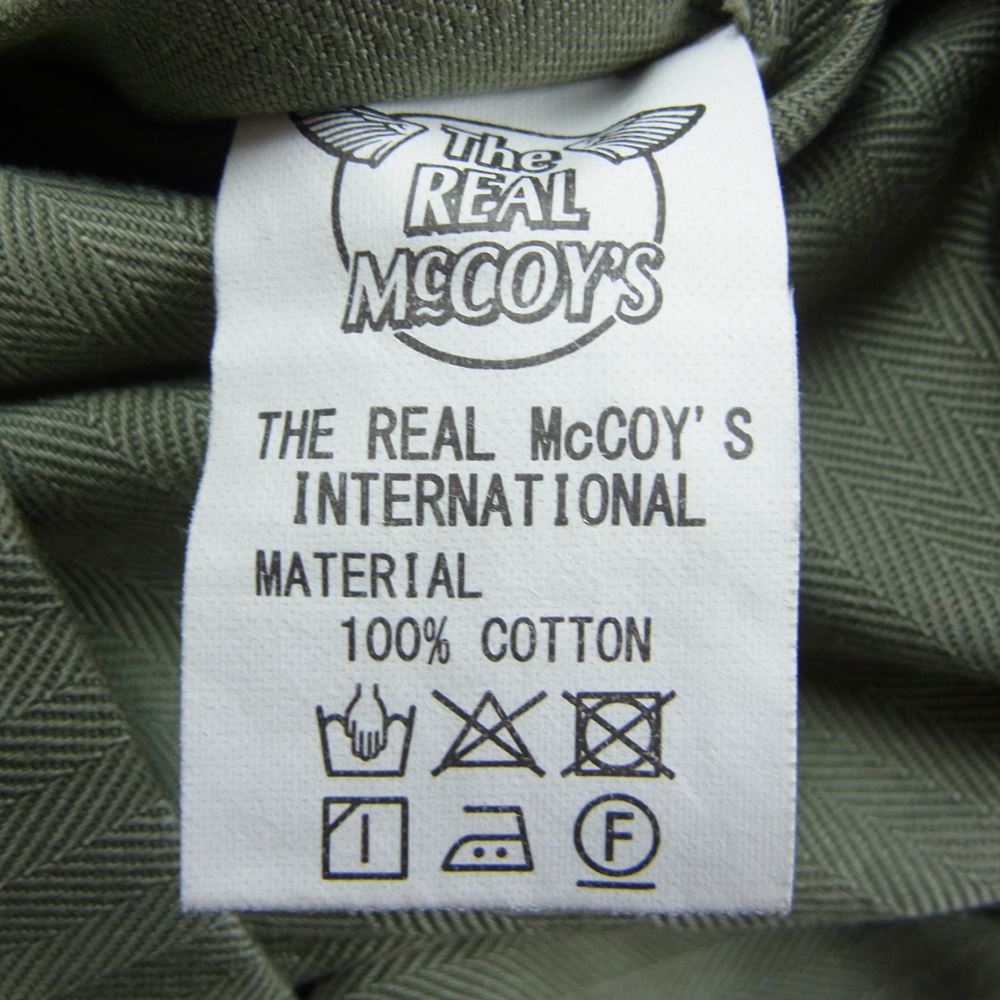 The
REAL
McCOY'S
THE REAL McCOY'S
INTERNATIONAL
MATERIAL
100% COTTON
F